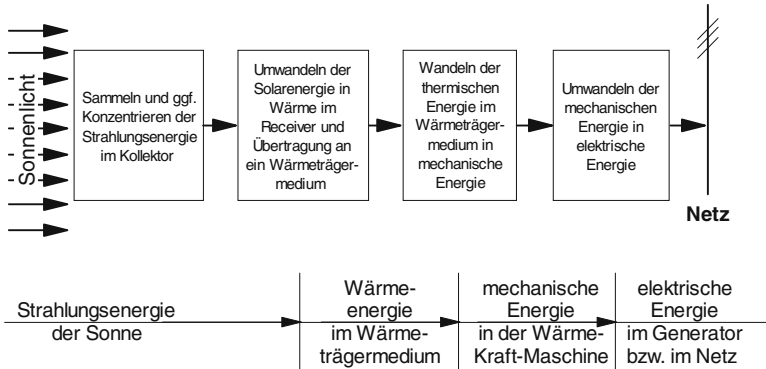 Sonnenlicht
Sammeln und ggf.
Konzentrieren der
Strahlungsenergie
im Kollektor
Umwandeln der
Solarenergie in
Wärme im
Receiver und
Übertragung an
ein Wärmeträger-
medium
Wandeln der
thermischen
Energie im
Wärmeträger-
medium in
mechanische
Energie
Umwandeln der
mechanischen
Energie in
elektrische
Energie
Netz
Strahlungsenergie
der Sonne
Wärme-
energie
im Wärme-
trägermedium
mechanische
Energie
in der Wärme-
Kraft-Maschine
elektrische
Energie
im Generator
bzw. im Netz